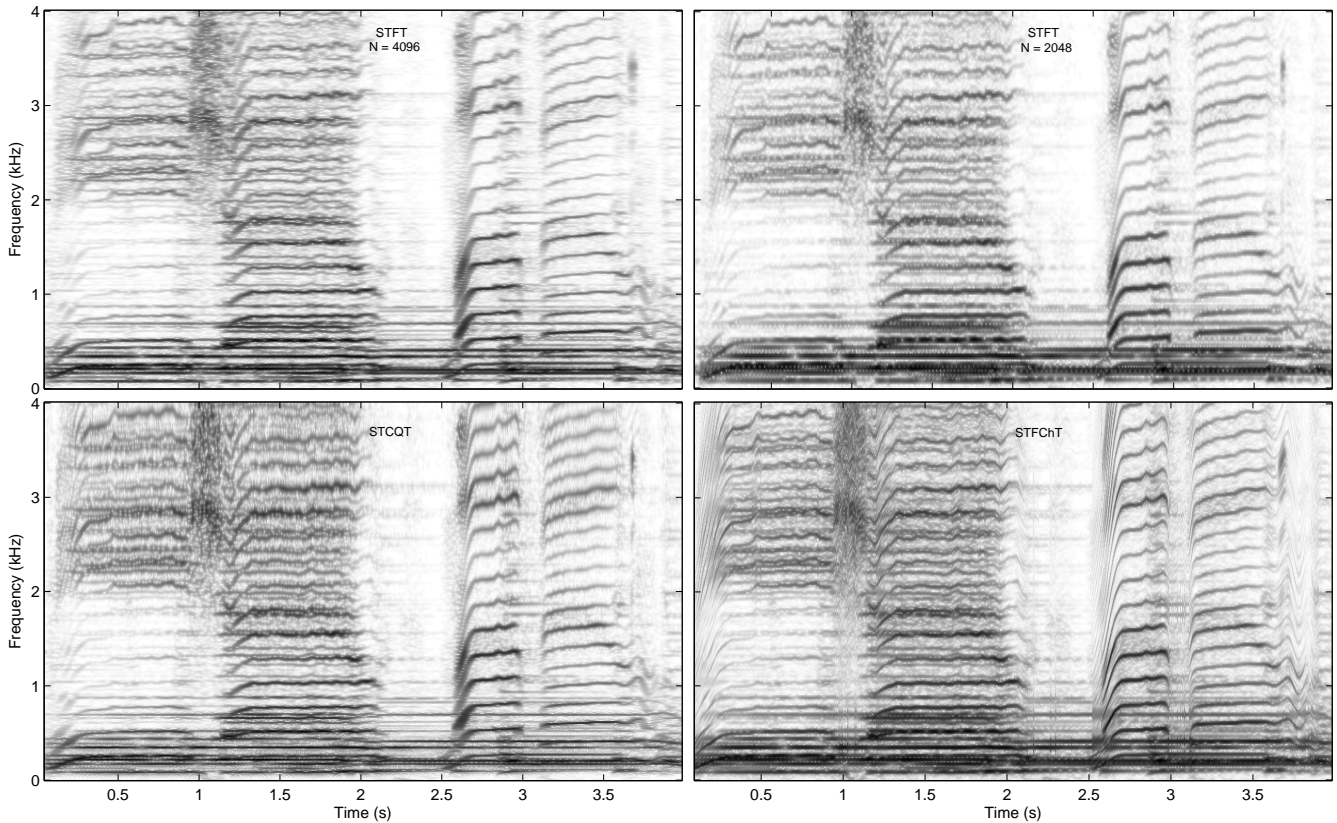 4
3
2
1
0
Frequency (kHz)
STFT
N = 4096
STFT
N = 2048
4
3
2
1
0
Frequency (kHz)
STCQT
STFChT
0.5 1 1.5 2 2.5 3 3.5
Time (s)
0.5 1 1.5 2 2.5 3 3.5
Time (s)